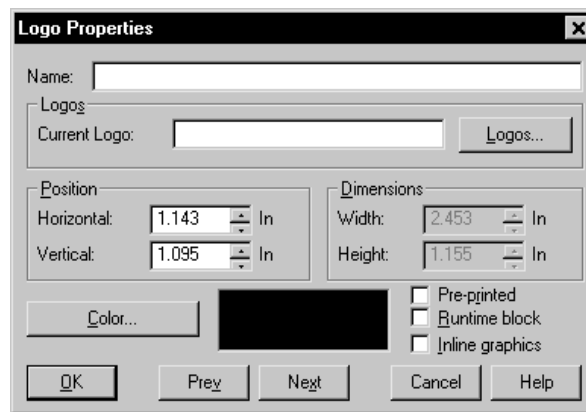 Logo Properties
Name:
Logos
Current Logo: Logos...
Position Dimensions
Horizontal: 1.143 In Width: 2.453 In
Vertical: 1.095 In Height: 1.155 In
Color... Pre-printed
Runtime block
Inline graphics
OK Prev Next Cancel Help